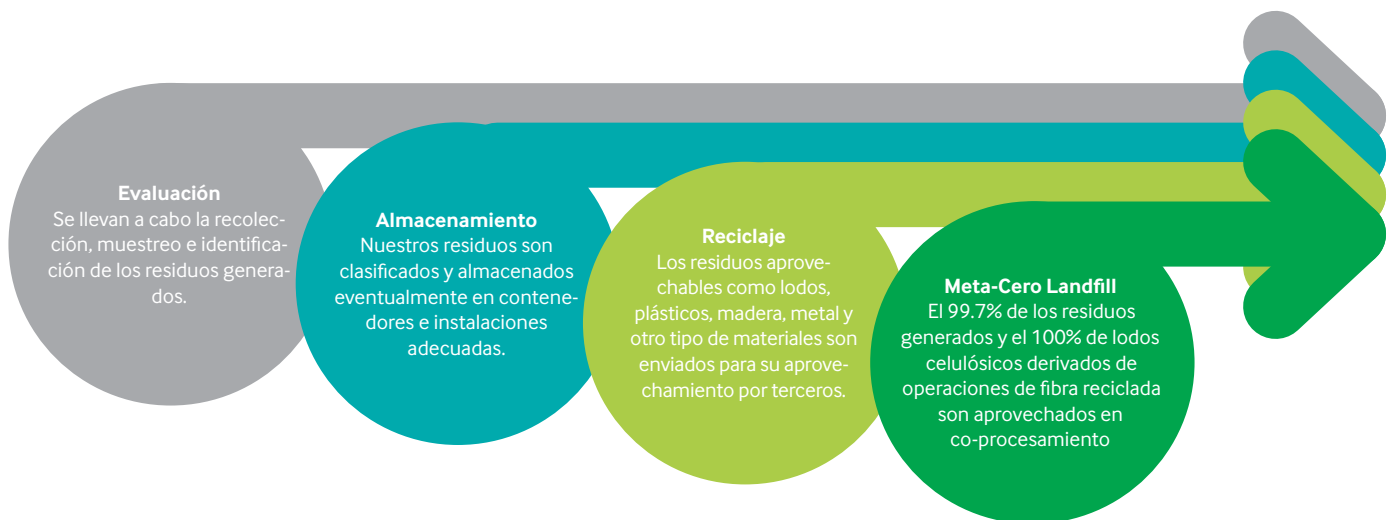 Evaluación
Se llevan a cabo la recolec-
ción, muestreo e identifica-
ción de los residuos genera-
dos.
Almacenamiento
Nuestros residuos son
clasificados y almacenados
eventualmente en contene-
dores e instalaciones
adecuadas.
Reciclaje
Los residuos aprove-
chables como lodos,
plásticos, madera, metal y
otro tipo de materiales son
enviados para su aprove-
chamiento por terceros.
Meta-Cero Landfill
El 99.7% de los residuos
generados y el 100% de lodos
celulósicos derivados de
operaciones de fibra reciclada
son aprovechados en
co-procesamiento